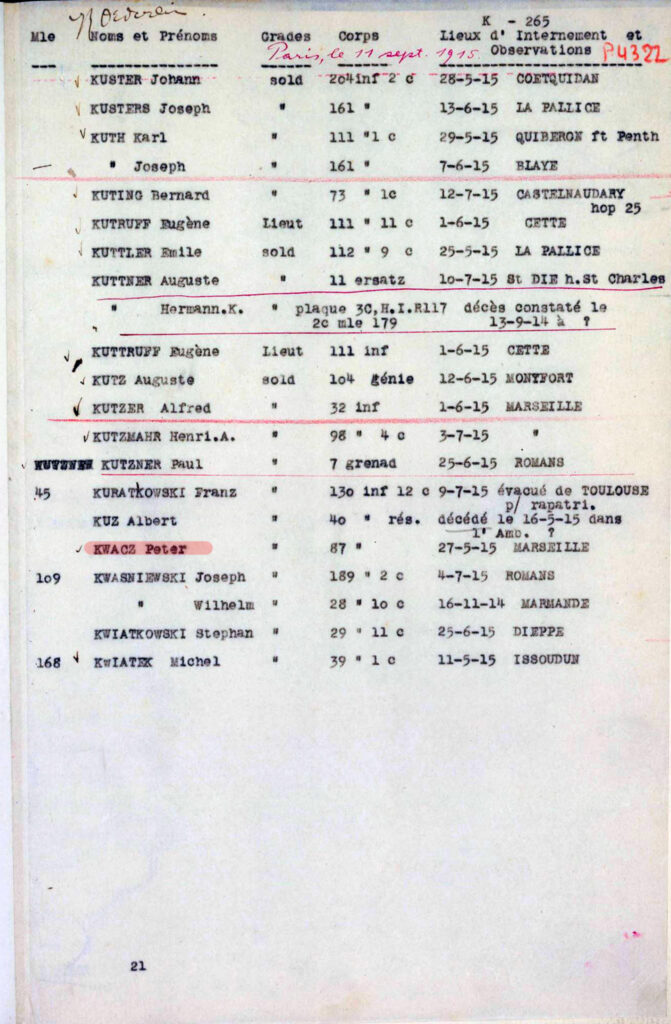 K - 265
Mle Noms et Prénoms Grades Corps Lieux d' Internement et
Observations P4322
Paris, le 11 sept. 1915.
KUSTER Johann sold 204inf 2 c 28-5-15 COETQUIDAN
KUSTERS Joseph " 161 " 13-6-15 LA PALLICE
KUTH Karl " 111 "1 c 29-5-15 QUIBERON ft Penth
" Joseph " 161 " 7-6-15 BLAYE
KUTING Bernard " 73 " 1c 12-7-15 CASTELNAUDARY
hop 25
KUTRUFF Eugène Lieut 111 " 11 c 1-6-15 CETTE
KUTTLER Emile sold 112 " 9 c 25-5-15 LA PALLICE
KUTTNER Auguste " 11 ersatz 10-7-15 St DIE h.St Charles
" Hermann.K. " plaque 3C,H.I.R117 décès constaté le
2c mle 179 13-9-14 à ?
KUTTRUFF Eugène Lieut 111 inf 1-6-15 CETTE
KUTZ Auguste sold 104 génie 12-6-15 MONTFORT
KUTZER Alfred " 32 inf 1-6-15 MARSEILLE
KUTZMAHR Henri.A. " 98 " 4 c 3-7-15 "
KUTZNER Paul " 7 grenad 25-6-15 ROMANS
45 KURATKOWSKI Franz " 130 inf 12 c 9-7-15 évacué de TOULOUSE
p/ rapatri.
KUZ Albert " 40 " rés. décédé le 16-5-15 dans
l' Amb. ?
KWACZ Peter " 87 " 27-5-15 MARSEILLE
109 KWASNIEWSKI Joseph " 189 " 2 c 4-7-15 ROMANS
" Wilhelm " 28 " 10 c 16-11-14 MARMANDE
KWIATKOWSKI Stephan " 29 " 11 c 25-6-15 DIEPPE
168 KWIATEK Michel " 39 " 1 c 11-5-15 ISSOUDUN
21